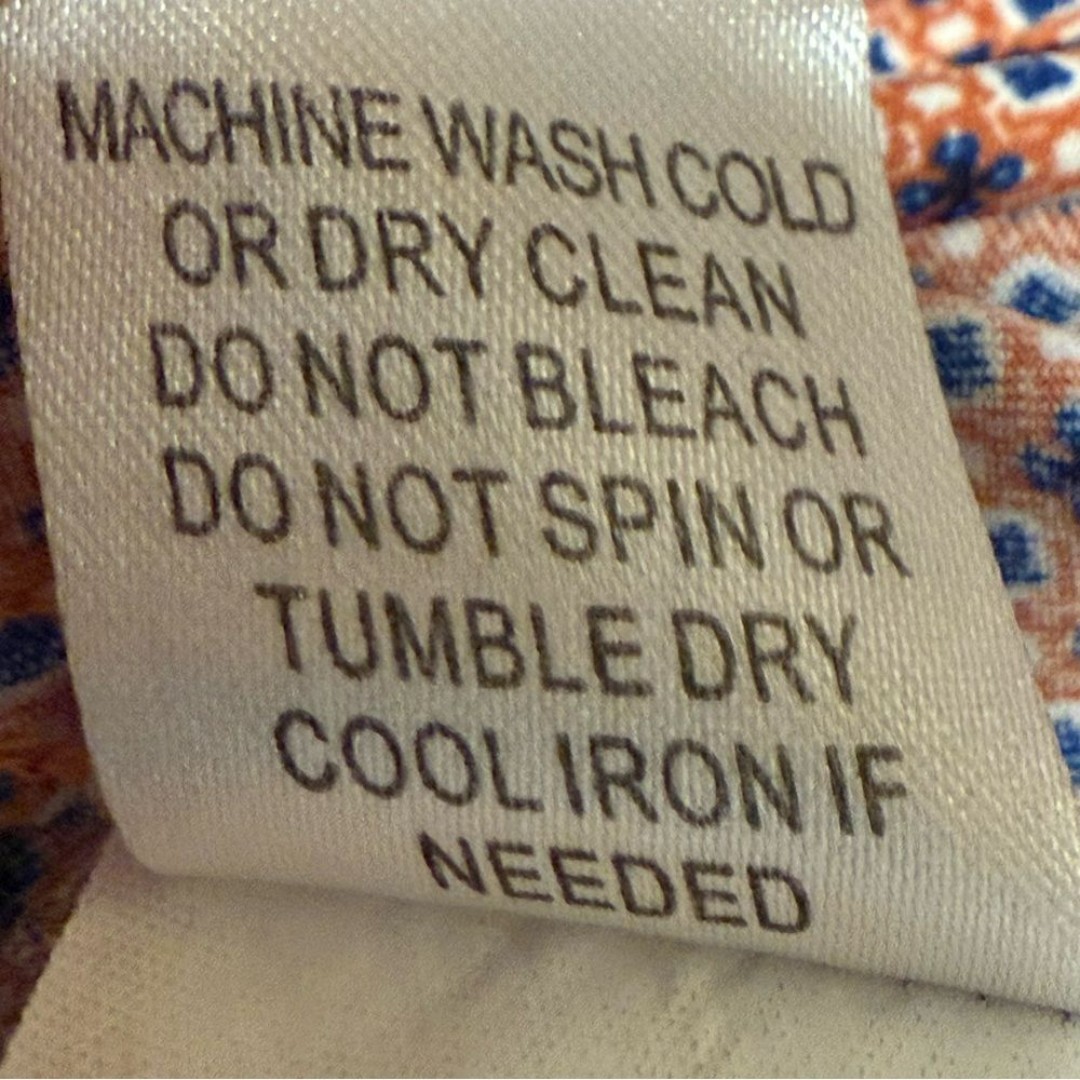 MACHINE WASH COLD
OR DRY CLEAN
DO NOT BLEACH
DO NOT SPIN OR
TUMBLE DRY
COOL IRON IF
NEEDED